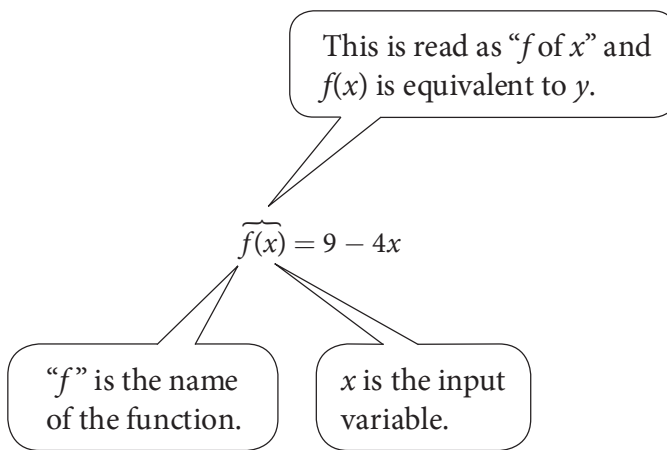 This is read as “f of x” and
f(x) is equivalent to y.
f(x) = 9 − 4x
“f” is the name
of the function.
x is the input
variable.